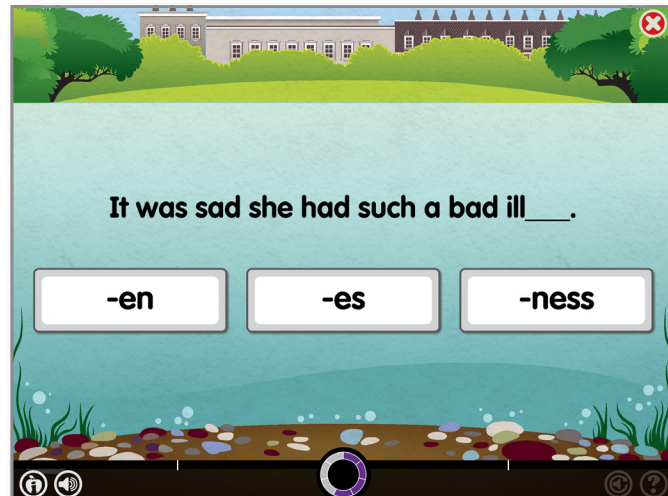 It was sad she had such a bad ill___.
-en
-es
-ness